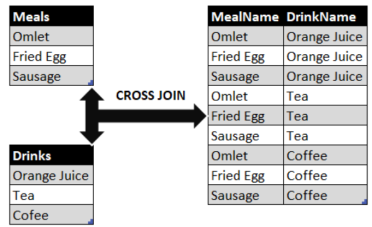 Meals
Omlet
Fried Egg
Sausage
CROSS JOIN
Drinks
Orange Juice
Tea
Cofee
MealName DrinkName
Omlet Orange Juice
Fried Egg Orange Juice
Sausage Orange Juice
Omlet Tea
Fried Egg Tea
Sausage Tea
Omlet Coffee
Fried Egg Coffee
Sausage Coffee